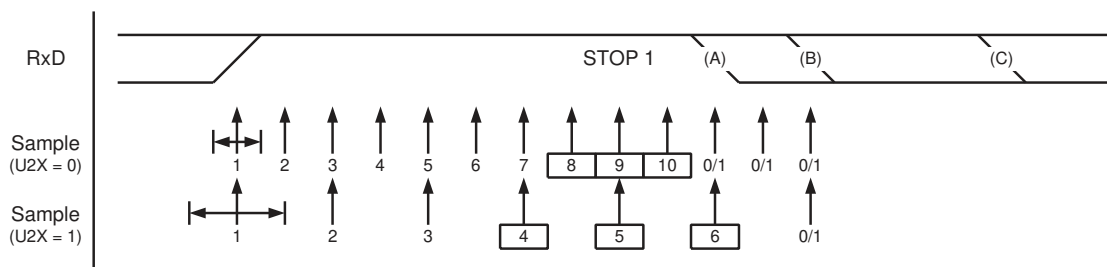 RxD STOP 1 (A) (B) (C)
Sample
(U2X = 0)
1 2 3 4 5 6 7 8 9 10 0/1 0/1 0/1
Sample
(U2X = 1)
1 2 3 4 5 6 0/1